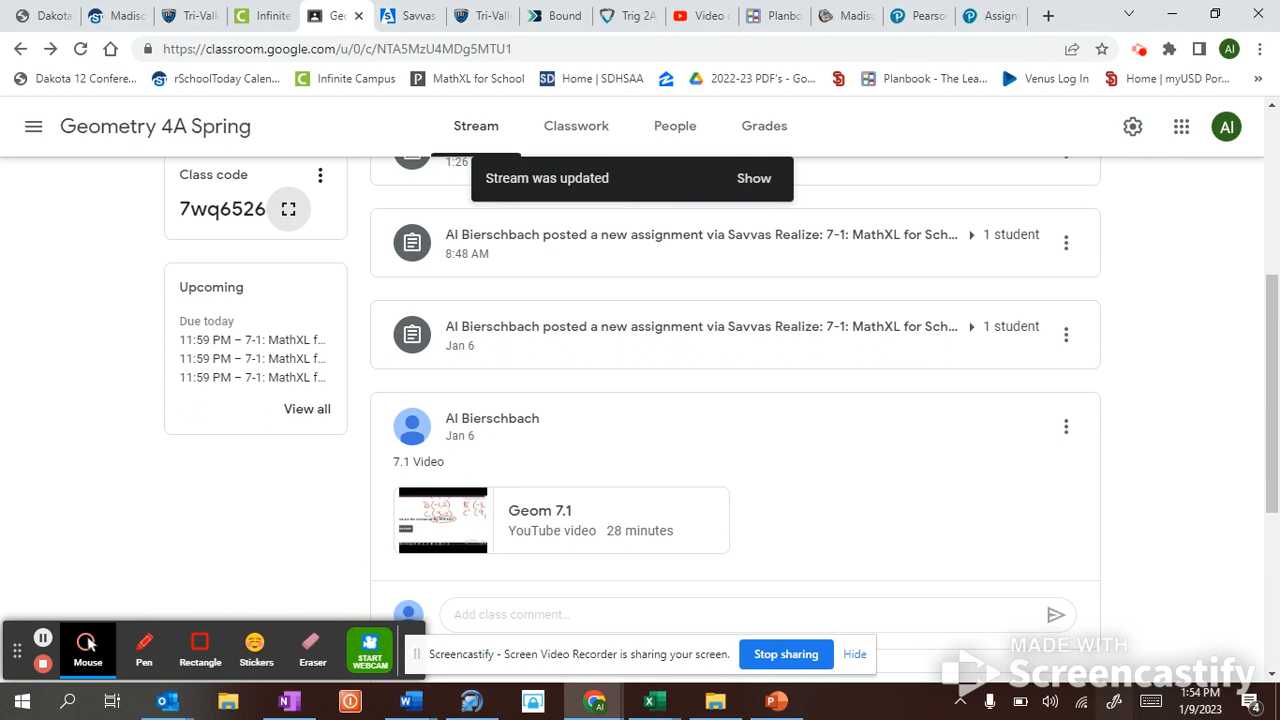 Madis
Tri-Valle
Infinite
Ge
Savvas
Tri-Vall
Bound
Trig 2A
Video c
Planbo
Madisc
Pearso
Assign
https://classroom.google.com/u/0/c/NTA5MzU4MDg5MTU1
Al
Dakota 12 Confere...
rSchoolToday Calen...
Infinite Campus
MathXL for School
Home | SDHSAA
2022-23 PDF's - Go...
Planbook - The Lea...
Venus Log In
Home | myUSD Por...
»
Geometry 4A Spring
Stream
Classwork
People
Grades
Al
Class code
7wq6526
1:26
Stream was updated
Show
Al Bierschbach posted a new assignment via Savvas Realize: 7-1: MathXL for Sch...
1 student
8:48 AM
Upcoming
Due today
11:59 PM – 7-1: MathXL f...
11:59 PM – 7-1: MathXL f...
11:59 PM – 7-1: MathXL f...
View all
Al Bierschbach posted a new assignment via Savvas Realize: 7-1: MathXL for Sch...
1 student
Jan 6
Al Bierschbach
Jan 6
7.1 Video
Geom 7.1
YouTube video 28 minutes
Add class comment...
Mouse
Pen
Rectangle
Stickers
Eraser
START
WEBCAM
Screencastify - Screen Video Recorder is sharing your screen.
Stop sharing
Hide
MADE WITH
Screencastify
1:54 PM
1/9/2023
4